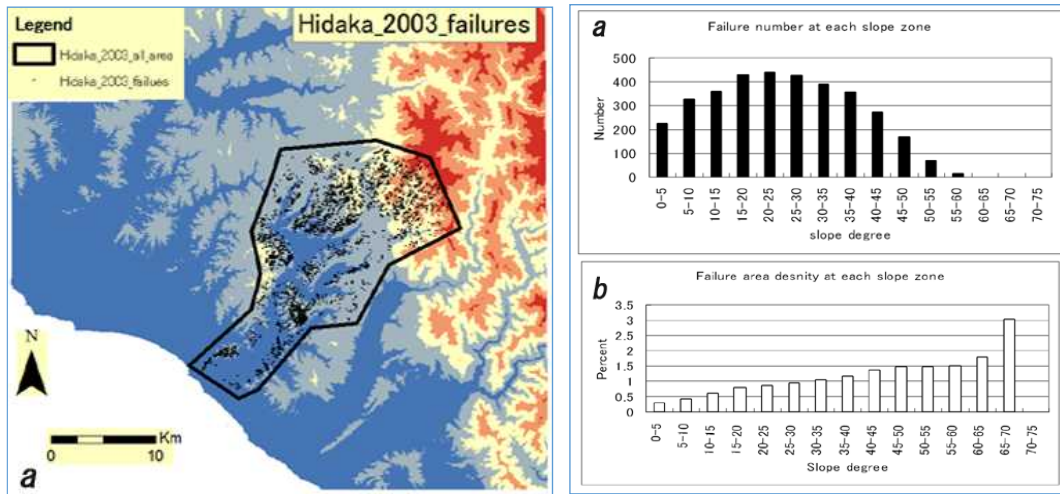 Legend
Hidaka_2003_all_area
Hidaka_2003_failues
Hidaka_2003_failures
N
Km
0 10
a
a
Failure number at each slope zone
Number
500
400
300
200
100
0
0-5 5-10 10-15 15-20 20-25 25-30 30-35 35-40 40-45 45-50 50-55 55-60 60-65 65-70 70-75
slope degree
b
Failure area desnity at each slope zone
Percent
3.5
3
2.5
2
1.5
1
0.5
0
0-5 5-10 10-15 15-20 20-25 25-30 30-35 35-40 40-45 45-50 50-55 55-60 60-65 65-70 70-75
Slope degree